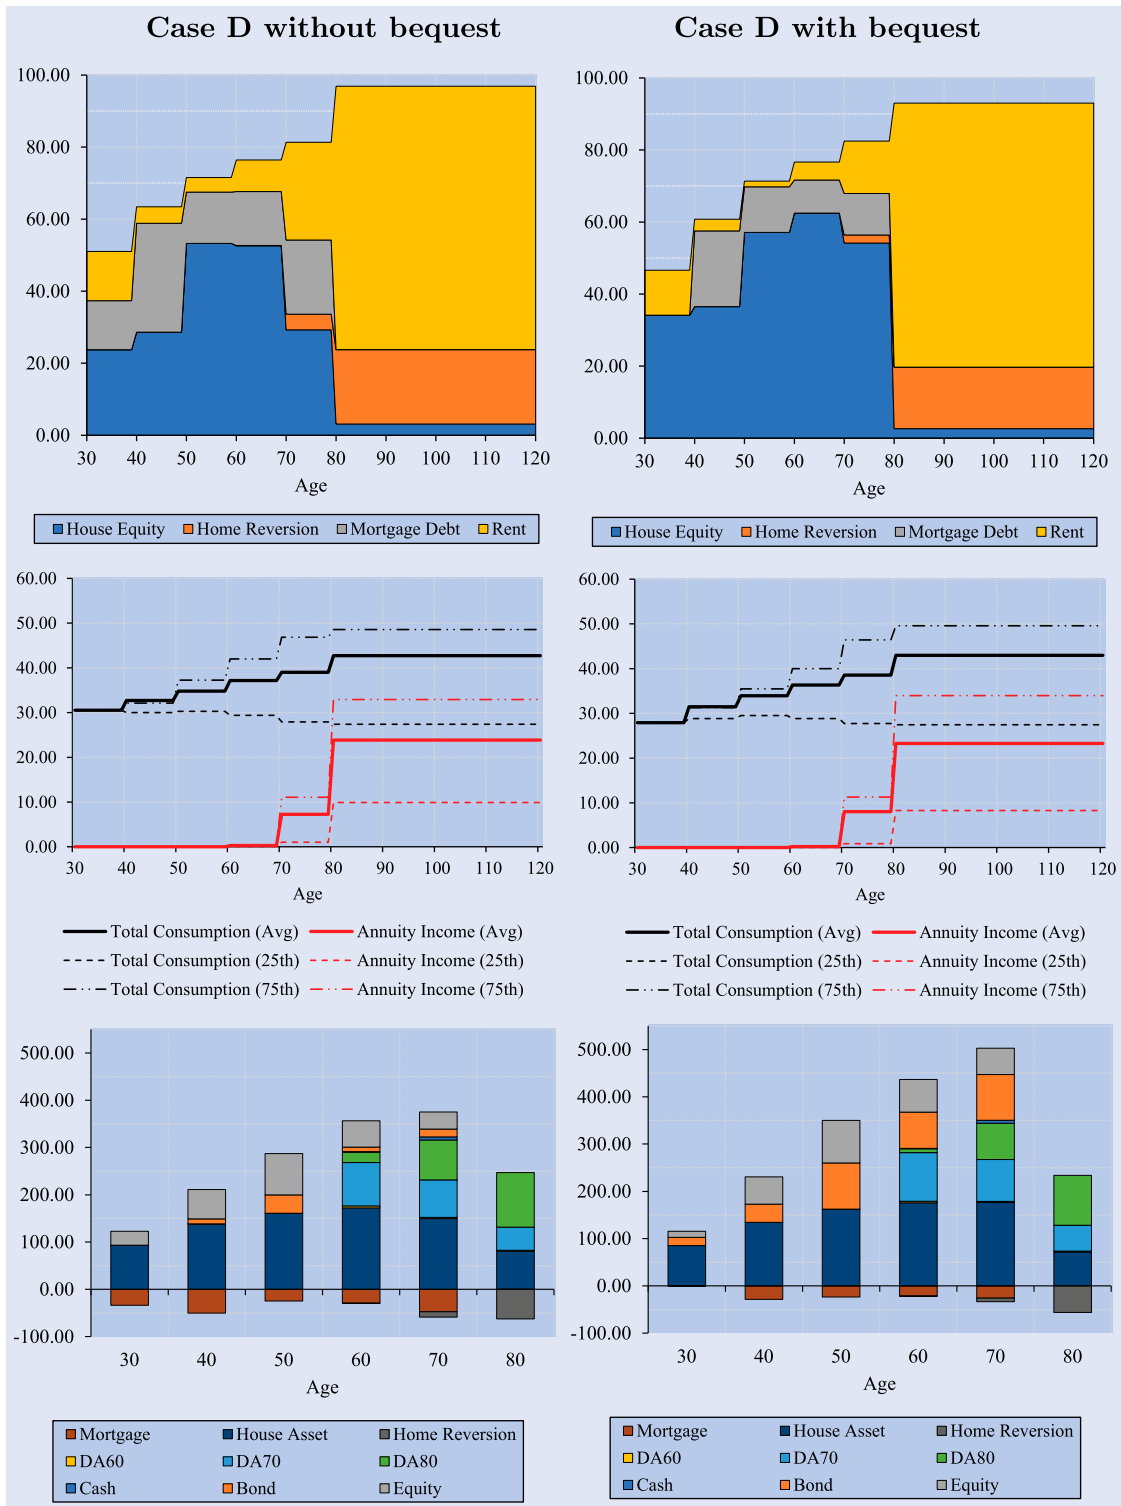 Case D without bequest
100.00
80.00
60.00
40.00
20.00
0.00
30 40 50 60 70 80 90 100 110 120
Age
House Equity Home Reversion Mortgage Debt Rent
60.00
50.00
40.00
30.00
20.00
10.00
0.00
30 40 50 60 70 80 90 100 110 120
Age
Total Consumption (Avg) Annuity Income (Avg)
Total Consumption (25th) Annuity Income (25th)
Total Consumption (75th) Annuity Income (75th)
500.00
400.00
300.00
200.00
100.00
0.00
-100.00
30 40 50 60 70 80
Age
Mortgage House Asset Home Reversion
DA60 DA70 DA80
Cash Bond Equity
Case D with bequest
100.00
80.00
60.00
40.00
20.00
0.00
30 40 50 60 70 80 90 100 110 120
Age
House Equity Home Reversion Mortgage Debt Rent
60.00
50.00
40.00
30.00
20.00
10.00
0.00
30 40 50 60 70 80 90 100 110 120
Age
Total Consumption (Avg) Annuity Income (Avg)
Total Consumption (25th) Annuity Income (25th)
Total Consumption (75th) Annuity Income (75th)
500.00
400.00
300.00
200.00
100.00
0.00
-100.00
30 40 50 60 70 80
Age
Mortgage House Asset Home Reversion
DA60 DA70 DA80
Cash Bond Equity